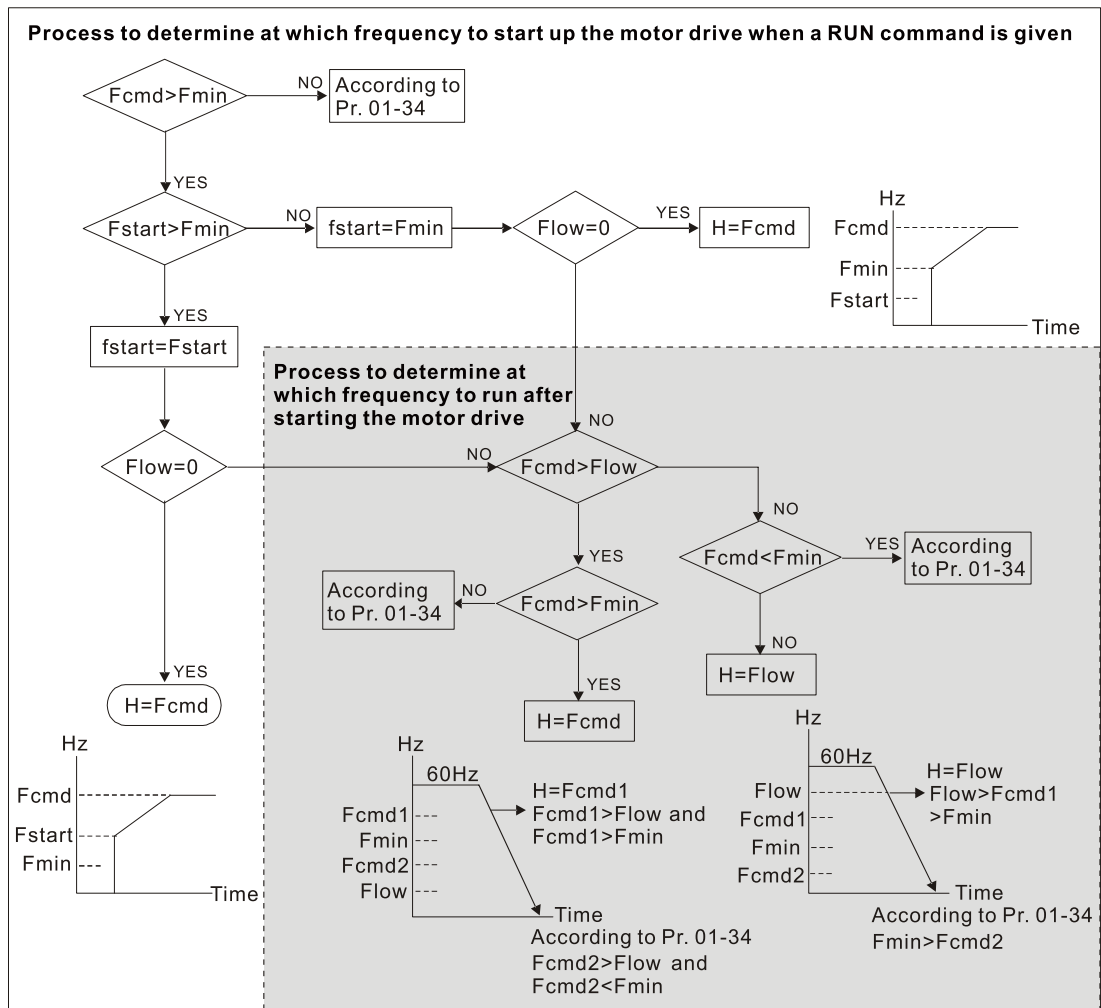 Process to determine at which frequency to start up the motor drive when a RUN command is given
Fcmd>Fmin
NO
According to
Pr. 01-34
YES
Fstart>Fmin
NO
fstart=Fmin
Flow=0
YES
H=Fcmd
Hz
Fcmd
Fmin
Fstart
Time
YES
fstart=Fstart
Process to determine at
which frequency to run after
starting the motor drive
NO
Flow=0
NO
Fcmd>Flow
NO
YES
Fcmd<Fmin
YES
According
to Pr. 01-34
According
to Pr. 01-34
NO
Fcmd>Fmin
NO
H=Flow
YES
H=Fcmd
YES
H=Fcmd
Hz
Fcmd
Fstart
Fmin
Time
Hz
60Hz
Fcmd1
Fmin
Fcmd2
Flow
H=Fcmd1
Fcmd1>Flow and
Fcmd1>Fmin
Time
According to Pr. 01-34
Fcmd2>Flow and
Fcmd2<Fmin
Hz
60Hz
Flow
Fcmd1
Fmin
Fcmd2
H=Flow
Flow>Fcmd1
>Fmin
Time
According to Pr. 01-34
Fmin>Fcmd2